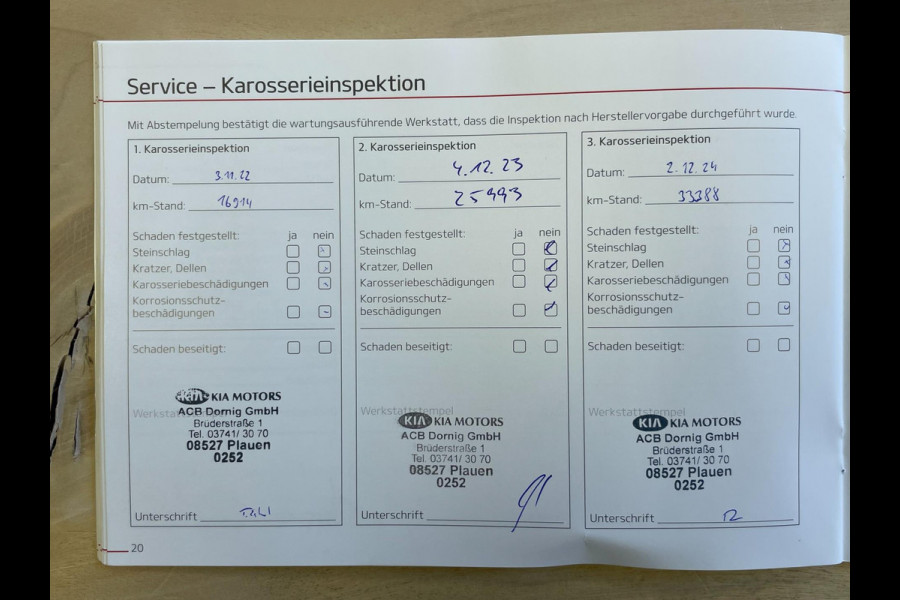 Service – Karosserieinspektion
Mit Abstempelung bestätigt die wartungsausführende Werkstatt, dass die Inspektion nach Herstellervorgabe durchgeführt wurde.
1. Karosserieinspektion
Datum: 3.11.22
km-Stand: 16914
Schaden festgestellt: ja nein
Steinschlag
Kratzer, Dellen
Karosseriebeschädigungen
Korrosionsschutz-
beschädigungen
Schaden beseitigt:
Werkstattstempel
KIA MOTORS
ACB Dornig GmbH
Brüderstraße 1
Tel. 03741/ 30 70
08527 Plauen
0252
Unterschrift
2. Karosserieinspektion
Datum: 4.12.23
km-Stand: 25993
Schaden festgestellt: ja nein
Steinschlag
Kratzer, Dellen
Karosseriebeschädigungen
Korrosionsschutz-
beschädigungen
Schaden beseitigt:
Werkstattstempel
KIA KIA MOTORS
ACB Dornig GmbH
Brüderstraße 1
Tel. 03741/ 30 70
08527 Plauen
0252
Unterschrift
3. Karosserieinspektion
Datum: 2.12.24
km-Stand: 33388
Schaden festgestellt: ja nein
Steinschlag
Kratzer, Dellen
Karosseriebeschädigungen
Korrosionsschutz-
beschädigungen
Schaden beseitigt:
Werkstattstempel
KIA KIA MOTORS
ACB Dornig GmbH
Brüderstraße 1
Tel. 03741/ 30 70
08527 Plauen
0252
Unterschrift
20